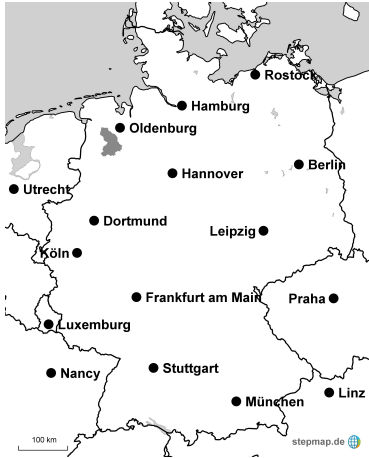 Rostock
Hamburg
Oldenburg
Berlin
Hannover
Utrecht
Dortmund
Leipzig
Köln
Frankfurt am Main
Praha
Luxemburg
Stuttgart
Nancy
Linz
München
100 km
stepmap.de